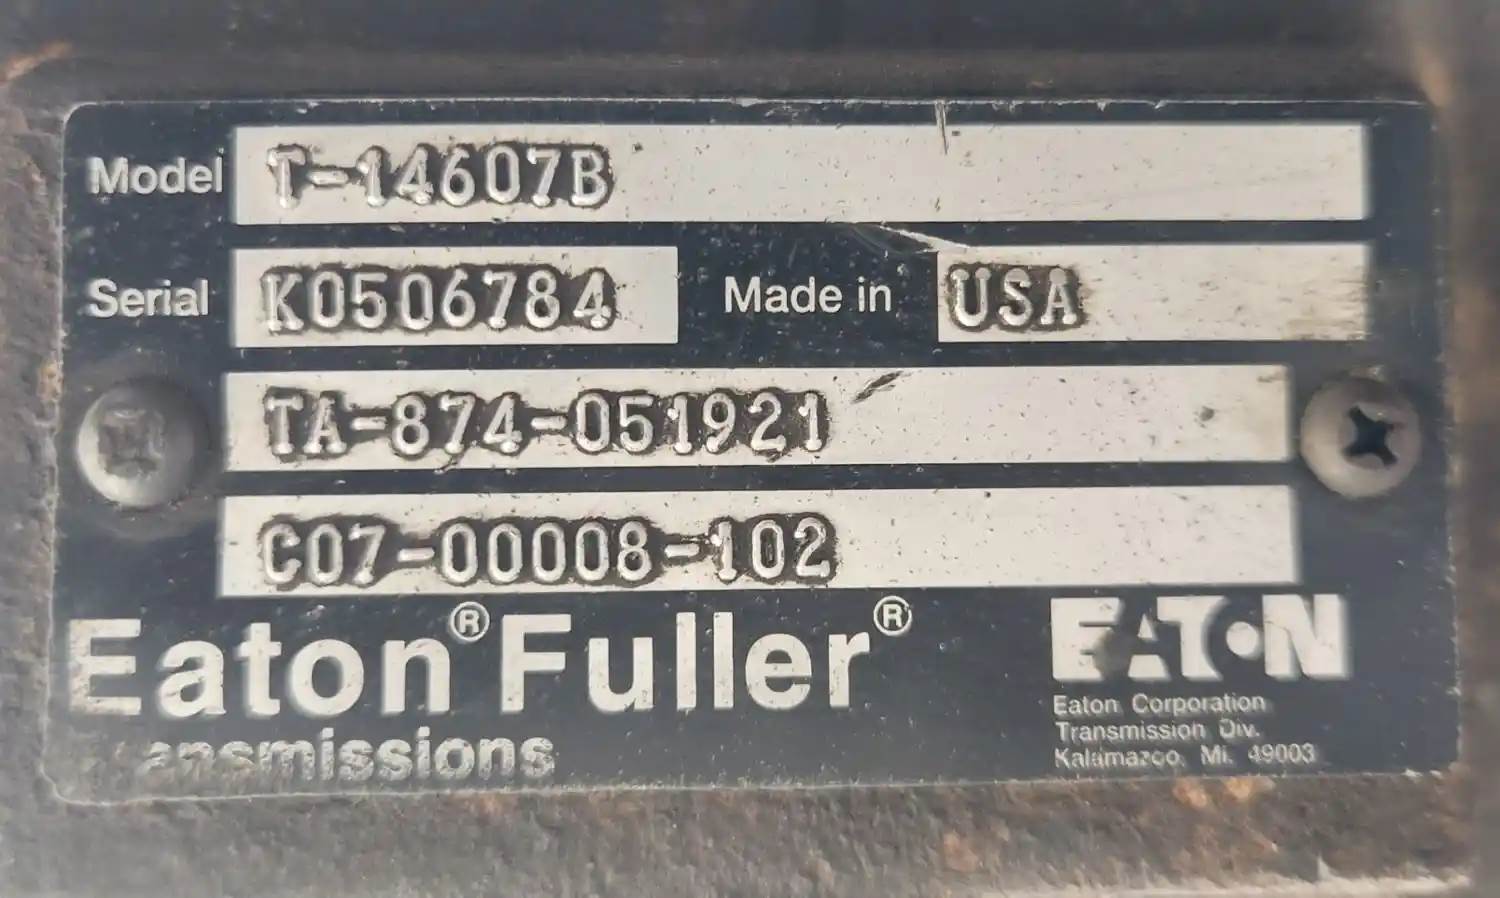 Model T-14607B
Serial K0506784 Made in USA
TA-874-051921
C07-00008-102
Eaton® Fuller®
Transmissions
EATON
Eaton Corporation
Transmission Div.
Kalamazoo, Mi. 49003